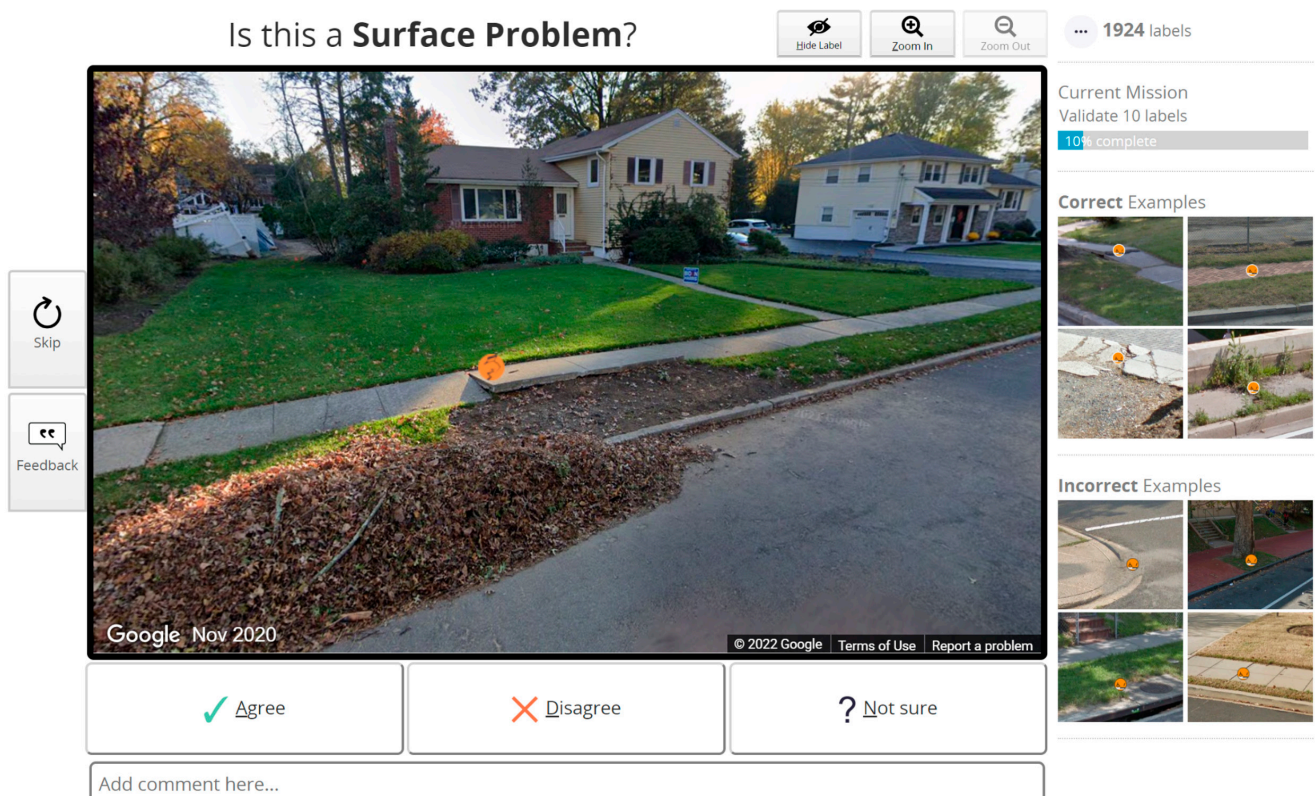 Is this a Surface Problem?
Hide Label
Zoom In
Zoom Out
... 1924 labels
Current Mission
Validate 10 labels
10% complete
Correct Examples
Skip
Feedback
Incorrect Examples
Google Nov 2020
© 2022 Google Terms of Use Report a problem
Agree
Disagree
? Not sure
Add comment here...